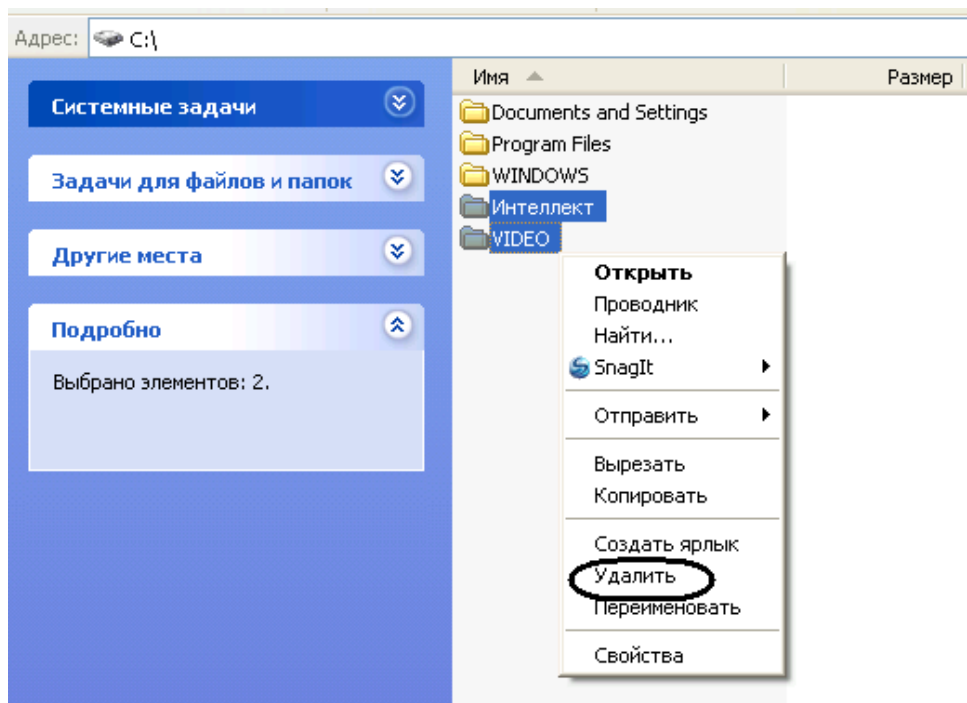 Адрес: C:\
Системные задачи
Задачи для файлов и папок
Другие места
Подробно
Выбрано элементов: 2.
Имя Размер
Documents and Settings
Program Files
WINDOWS
Интеллект
VIDEO
Открыть
Проводник
Найти...
SnagIt
Отправить
Вырезать
Копировать
Создать ярлык
Удалить
Переименовать
Свойства